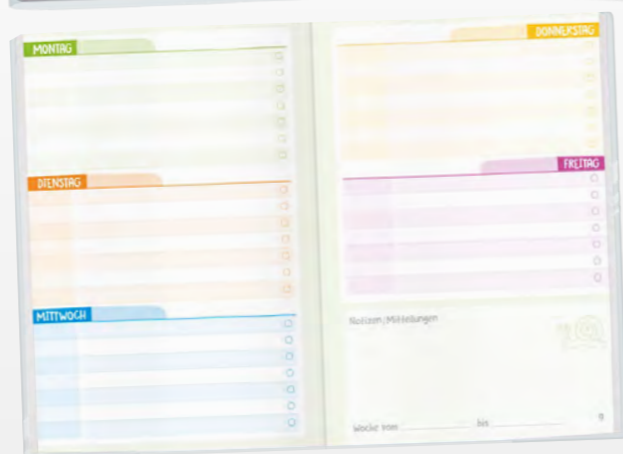 MONTAG
DIENSTAG
MITTWOCH
DONNERSTAG
FREITAG
Notizen/Mitteilungen
Woche vom bis
9